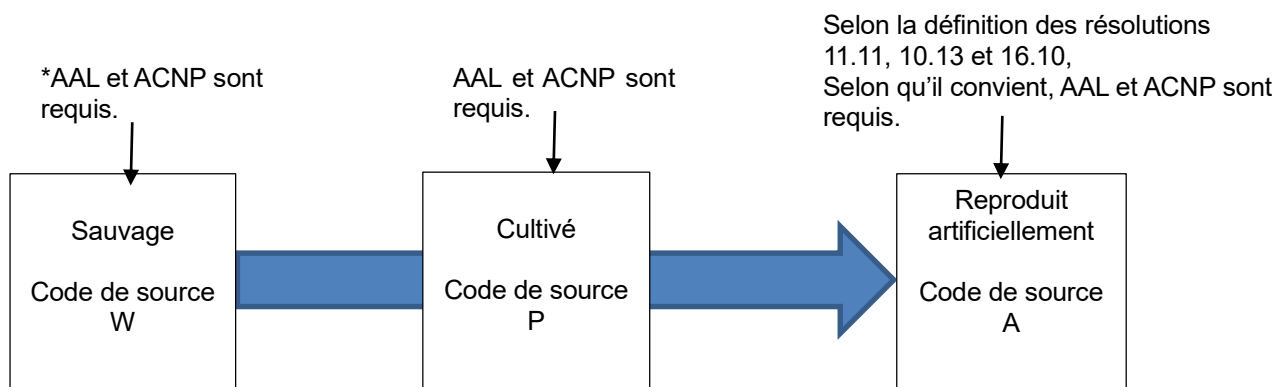 *AAL et ACNP sont
requis.
AAL et ACNP sont
requis.
Selon la définition des résolutions
11.11, 10.13 et 16.10,
Selon qu’il convient, AAL et ACNP sont
requis.
Sauvage
Code de source
W
Cultivé
Code de source
P
Reproduit
artificiellement
Code de source
A